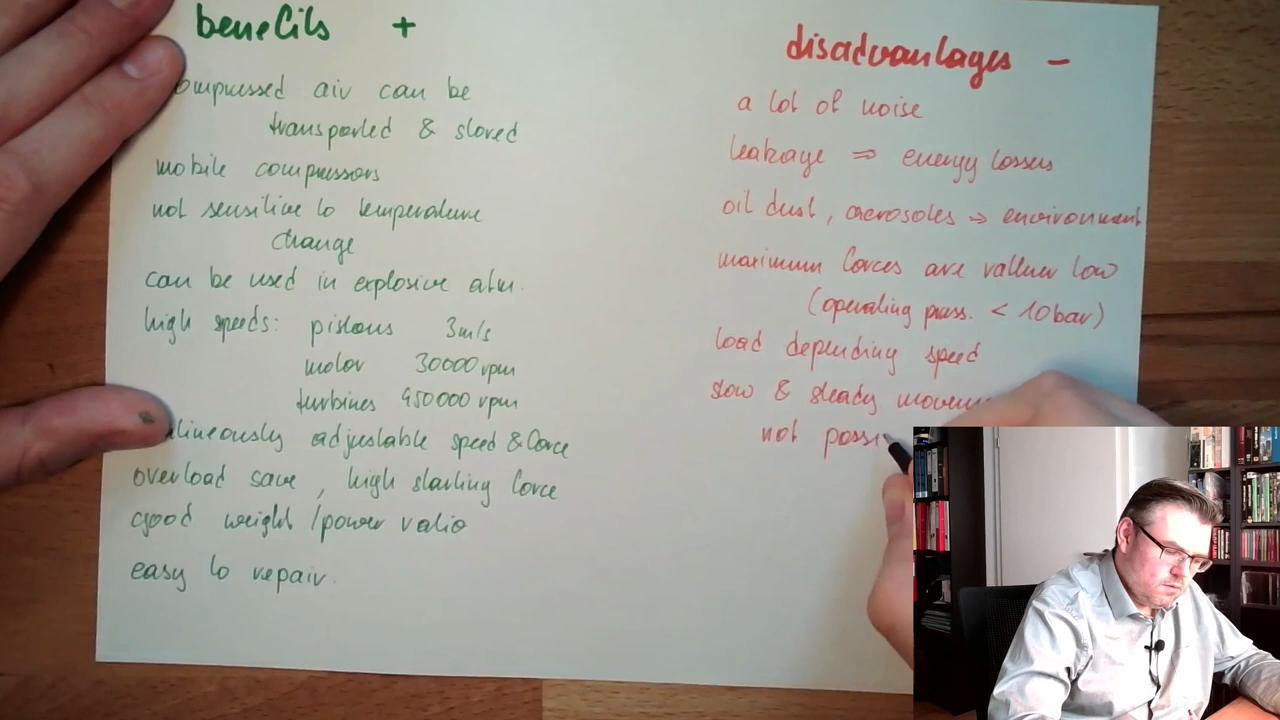 benefits +
compressed air can be
transported & stored
mobile compressors
not sensitive to temperature
change
can be used in explosive atm.
high speeds: pistons 3m/s
motor 30000 rpm
turbines 450000 rpm
adjustable speed & force
overload save, high starting force
good weight/power ratio
easy to repair.
disadvantages -
a lot of noise
leakage ⇒ energy losses
oil dust, aerosoles → environment
maximum forces are rather low
(operating press. < 10bar)
load depending speed
slow & steady movem
not possi